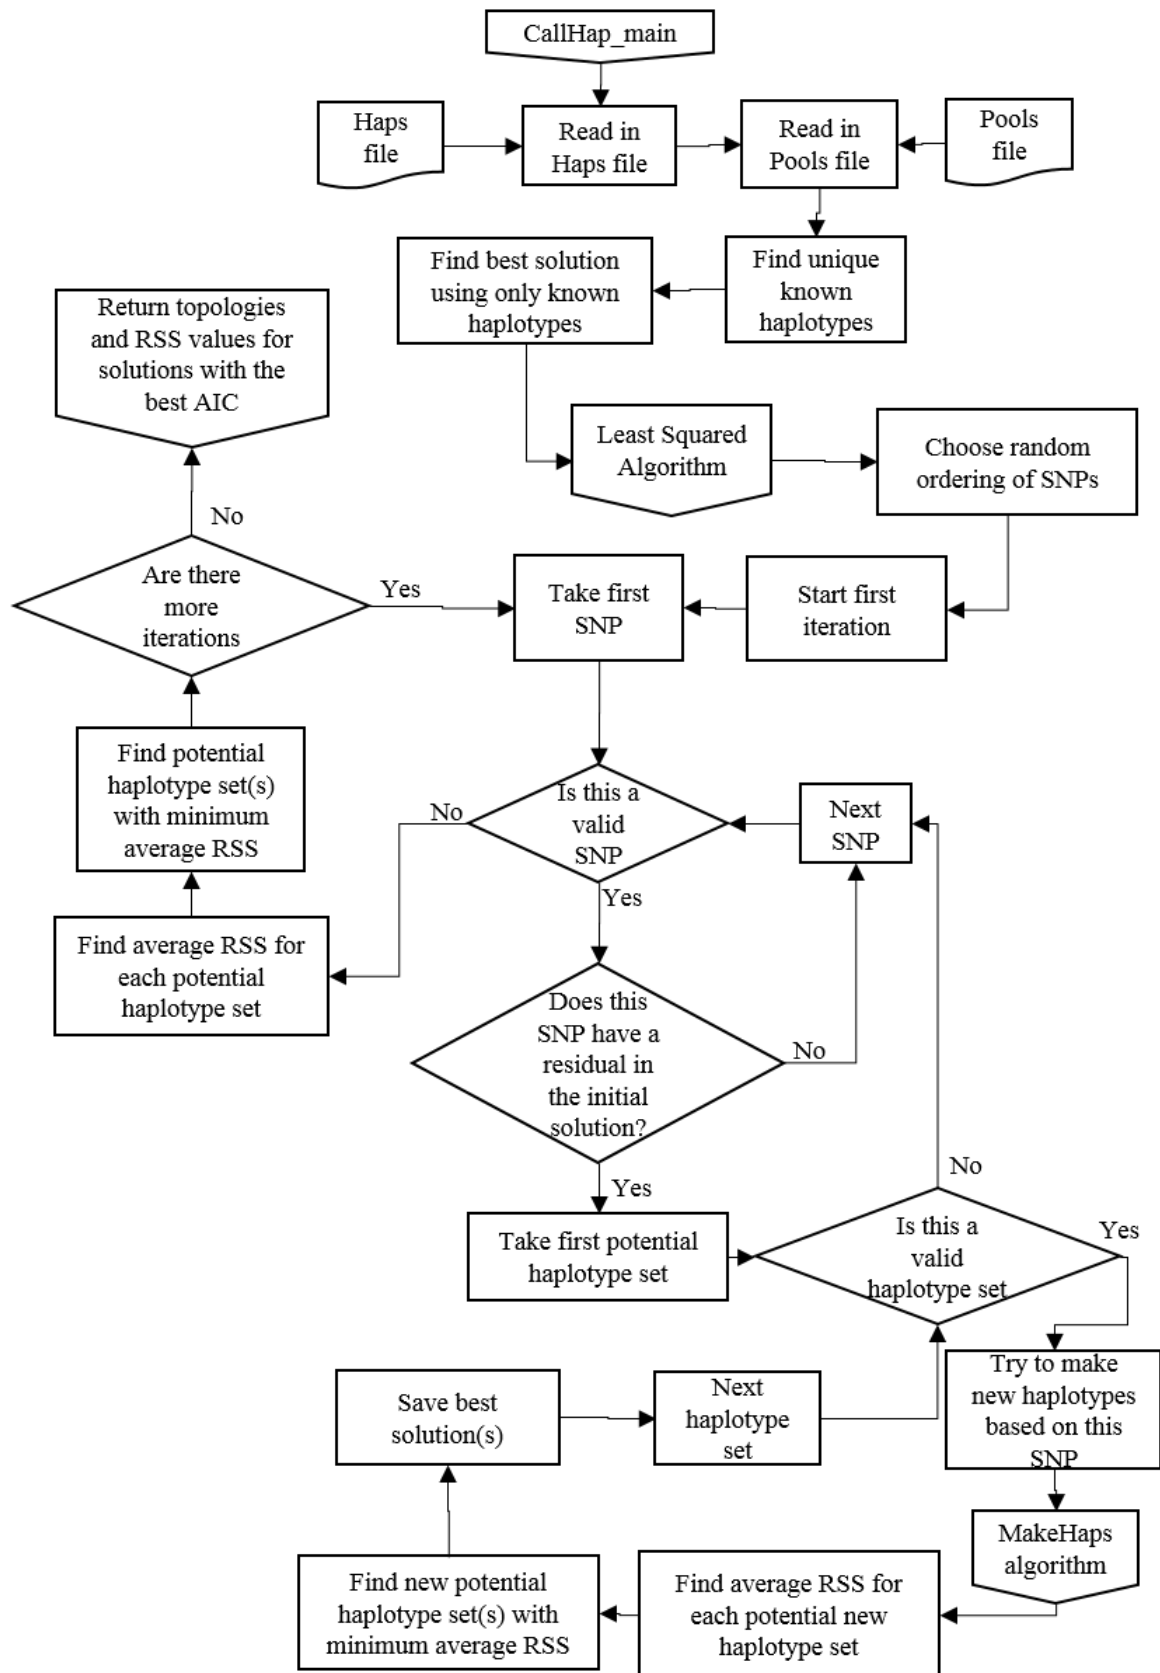 CallHap_main
Haps
file
Read in
Haps file
Read in
Pools file
Pools
file
Find best solution
using only known
haplotypes
Find unique
known
haplotypes
Return topologies
and RSS values for
solutions with the
best AIC
Least Squared
Algorithm
Choose random
ordering of SNPs
No
Are there
more
iterations
Yes
Take first
SNP
Start first
iteration
Find potential
haplotype set(s)
with minimum
average RSS
No
Is this a
valid
SNP
Next
SNP
Yes
Find average RSS for
each potential
haplotype set
Does this
SNP have a
residual in
the initial
solution?
No
Yes
No
Take first potential
haplotype set
Is this a
valid
haplotype set
Yes
Save best
solution(s)
Next
haplotype
set
Try to make
new haplotypes
based on this
SNP
MakeHaps
algorithm
Find new potential
haplotype set(s) with
minimum average RSS
Find average RSS for
each potential new
haplotype set